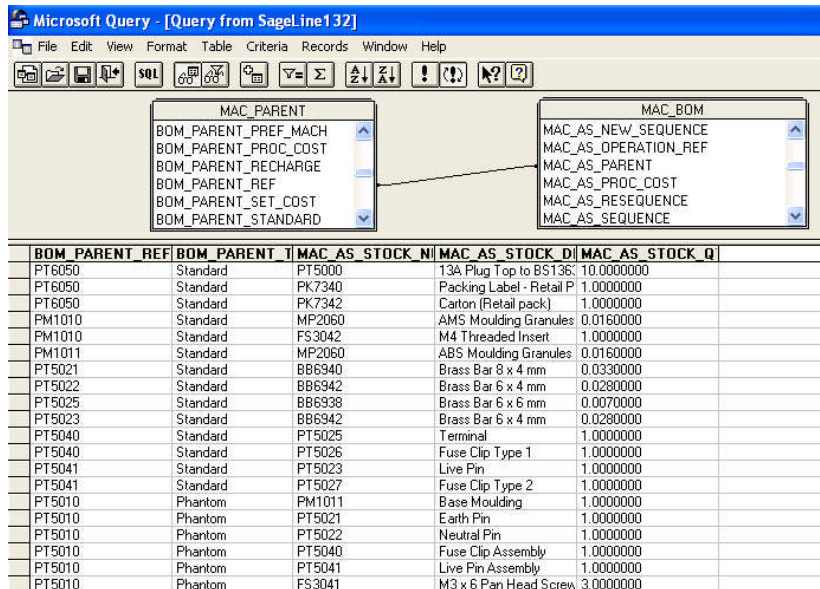 Microsoft Query - [Query from SageLine132]
File Edit View Format Table Criteria Records Window Help
SQL
MAC_PARENT
BOM_PARENT_PREF_MACH
BOM_PARENT_PROC_COST
BOM_PARENT_RECHARGE
BOM_PARENT_REF
BOM_PARENT_SET_COST
BOM_PARENT_STANDARD
MAC_BOM
MAC_AS_NEW_SEQUENCE
MAC_AS_OPERATION_REF
MAC_AS_PARENT
MAC_AS_PROC_COST
MAC_AS_RESEQUENCE
MAC_AS_SEQUENCE
BOM_PARENT_REF BOM_PARENT_T MAC_AS_STOCK_N MAC_AS_STOCK_D MAC_AS_STOCK_Q
PT6050 Standard PT5000 13A Plug Top to BS136 10.0000000
PT6050 Standard PK7340 Packing Label - Retail P 1.0000000
PT6050 Standard PK7342 Carton (Retail pack) 1.0000000
PM1010 Standard MP2060 AMS Moulding Granules 0.0160000
PM1010 Standard FS3042 M4 Threaded Insert 1.0000000
PM1011 Standard MP2060 ABS Moulding Granules 0.0160000
PT5021 Standard BB6940 Brass Bar 8 x 4 mm 0.0330000
PT5022 Standard BB6942 Brass Bar 6 x 4 mm 0.0280000
PT5025 Standard BB6938 Brass Bar 6 x 6 mm 0.0070000
PT5023 Standard BB6942 Brass Bar 6 x 4 mm 0.0280000
PT5040 Standard PT5025 Terminal 1.0000000
PT5040 Standard PT5026 Fuse Clip Type 1 1.0000000
PT5041 Standard PT5023 Live Pin 1.0000000
PT5041 Standard PT5027 Fuse Clip Type 2 1.0000000
PT5010 Phantom PM1011 Base Moulding 1.0000000
PT5010 Phantom PT5021 Earth Pin 1.0000000
PT5010 Phantom PT5022 Neutral Pin 1.0000000
PT5010 Phantom PT5040 Fuse Clip Assembly 1.0000000
PT5010 Phantom PT5041 Live Pin Assembly 1.0000000
PT5010 Phantom FS3041 M3 x 6 Pan Head Screw 3.0000000